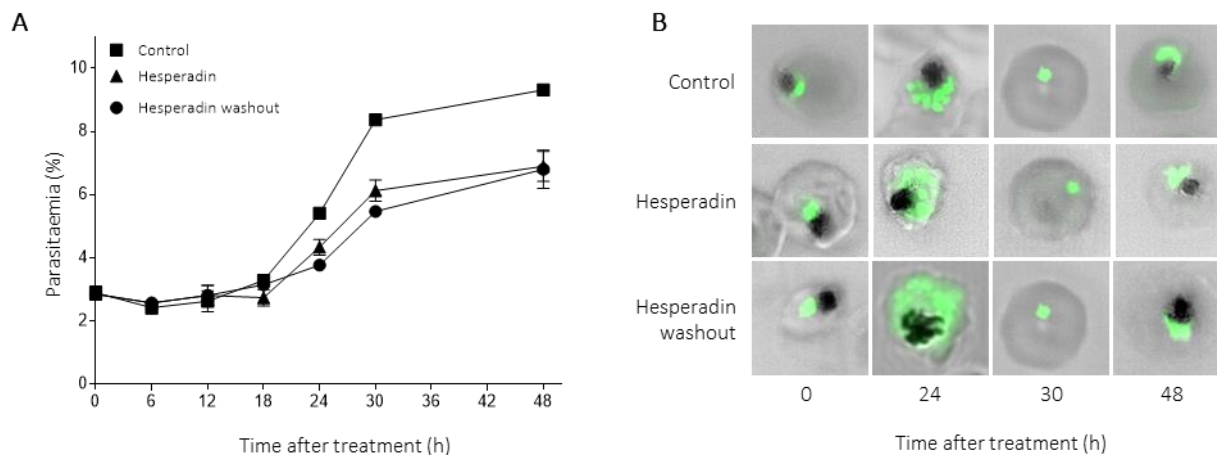 A
Control
Hesperadin
Hesperadin washout
Parasitaemia (%)
10
8
6
4
2
0
0 6 12 18 24 30 36 42 48
Time after treatment (h)
B
Control
Hesperadin
Hesperadin
washout
0 24 30 48
Time after treatment (h)